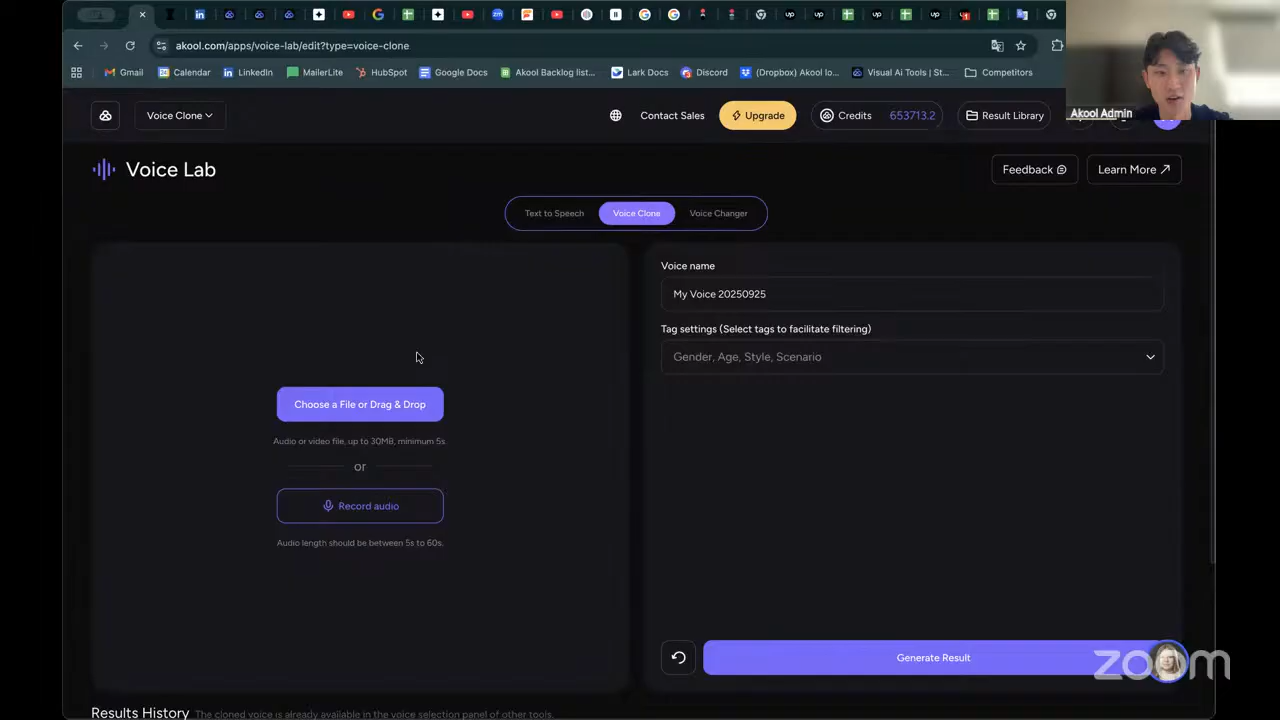 akool.com/apps/voice-lab/edit?type=voice-clone
Gmail
Calendar
LinkedIn
MailerLite
HubSpot
Google Docs
Akool Backlog list...
Lark Docs
Discord
(Dropbox) Akool lo...
Visual Ai Tools | St...
Competitors
Akool Admin
Voice Clone
Contact Sales
Upgrade
Credits 653713.2
Result Library
Voice Lab
Feedback
Learn More
Text to Speech
Voice Clone
Voice Changer
Choose a File or Drag & Drop
Audio or video file, up to 30MB, minimum 5s
or
Record audio
Audio length should be between 5s to 60s.
Voice name
My Voice 20250925
Tag settings (Select tags to facilitate filtering)
Gender, Age, Style, Scenario
Generate Result
zoom
Results History The cloned voice is already available in the voice selection panel of other tools.